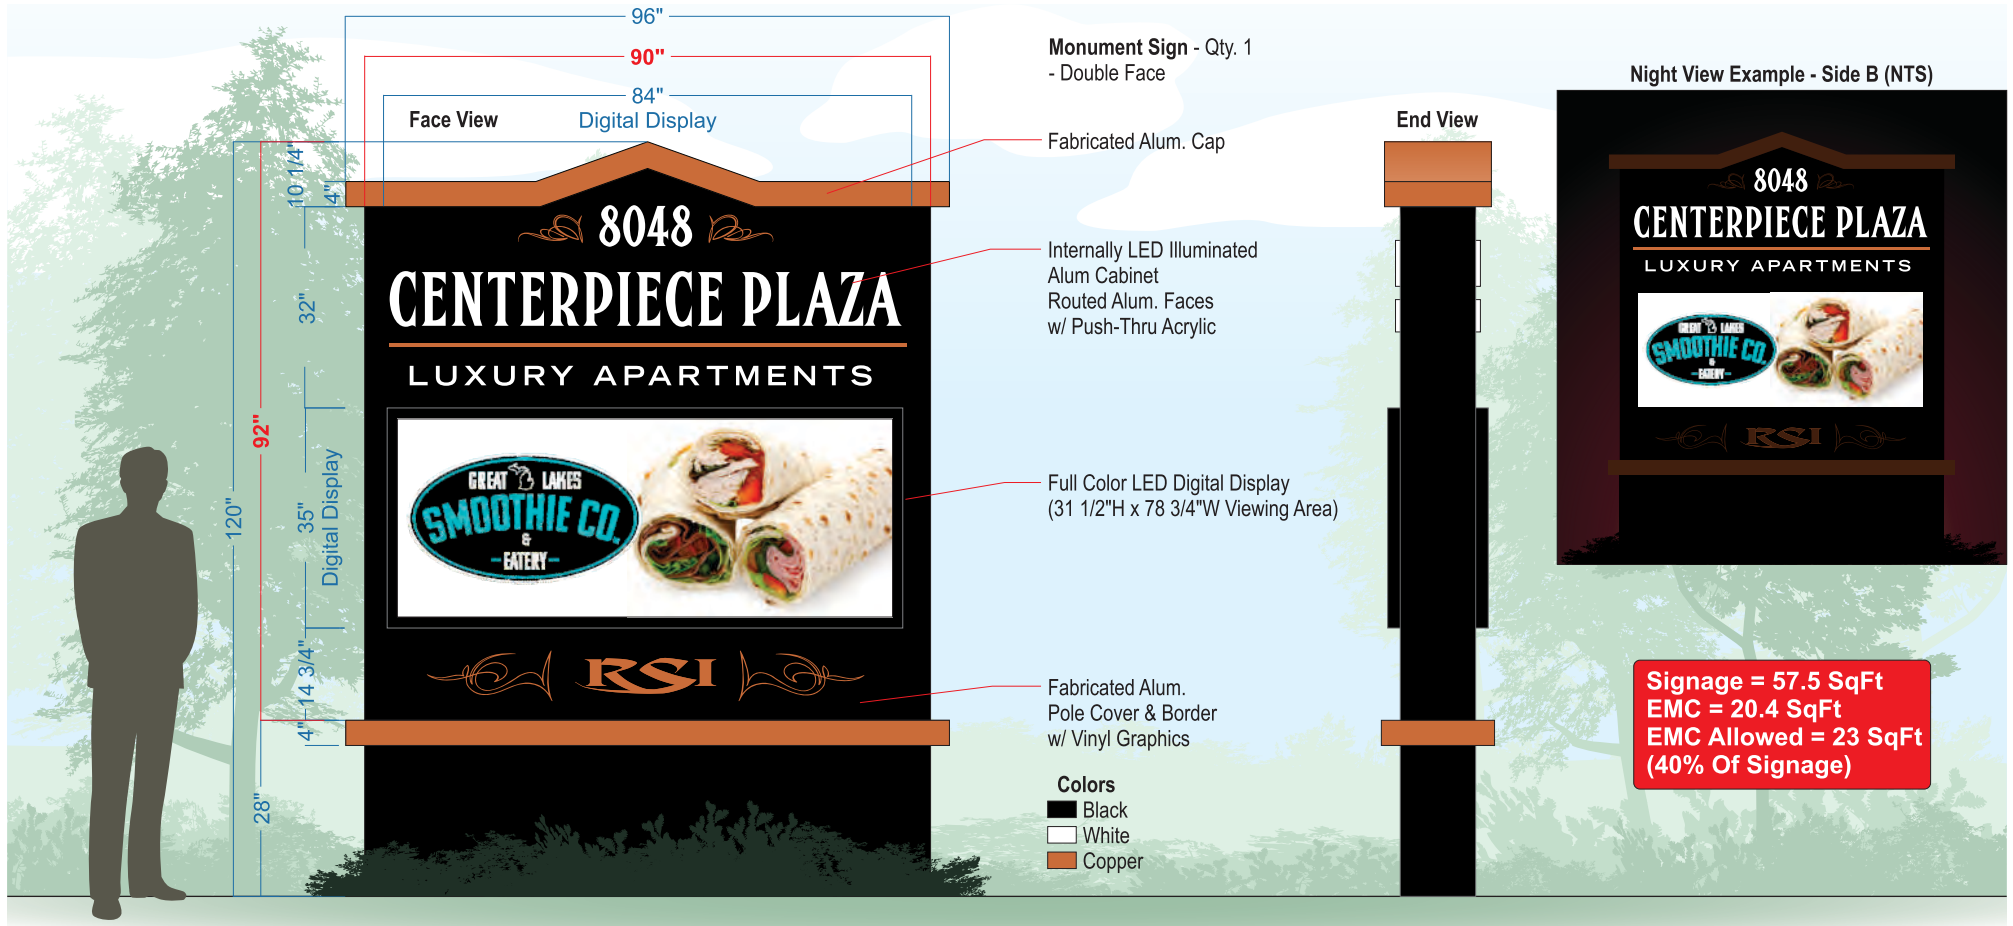 96"
90"
84"
Digital Display
Face View
10 1/4"
4"
32"
92"
120"
35"
Digital Display
14 3/4"
4"
28"
8048
CENTERPIECE PLAZA
LUXURY APARTMENTS
GREAT LAKES
SMOOTHIE CO.
&
EATERY
RSI
Monument Sign - Qty. 1
- Double Face
Fabricated Alum. Cap
Internally LED Illuminated
Alum Cabinet
Routed Alum. Faces
w/ Push-Thru Acrylic
Full Color LED Digital Display
(31 1/2"H x 78 3/4"W Viewing Area)
Fabricated Alum.
Pole Cover & Border
w/ Vinyl Graphics
Colors
Black
White
Copper
End View
Night View Example - Side B (NTS)
8048
CENTERPIECE PLAZA
LUXURY APARTMENTS
GREAT LAKES
SMOOTHIE CO.
&
EATERY
RSI
Signage = 57.5 SqFt
EMC = 20.4 SqFt
EMC Allowed = 23 SqFt
(40% Of Signage)